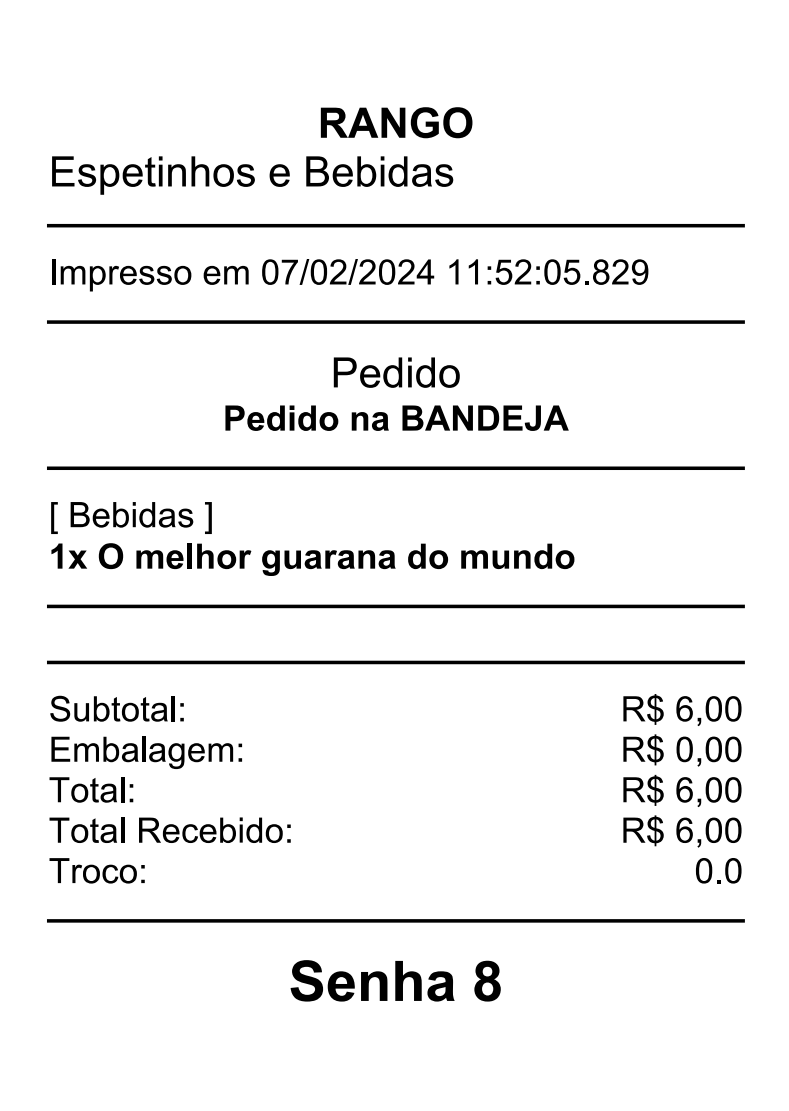 RANGO
Espetinhos e Bebidas
Impresso em 07/02/2024 11:52:05.829
Pedido
Pedido na BANDEJA
[ Bebidas ]
1x O melhor guarana do mundo
Subtotal: R$ 6,00
Embalagem: R$ 0,00
Total: R$ 6,00
Total Recebido: R$ 6,00
Troco: 0.0
Senha 8